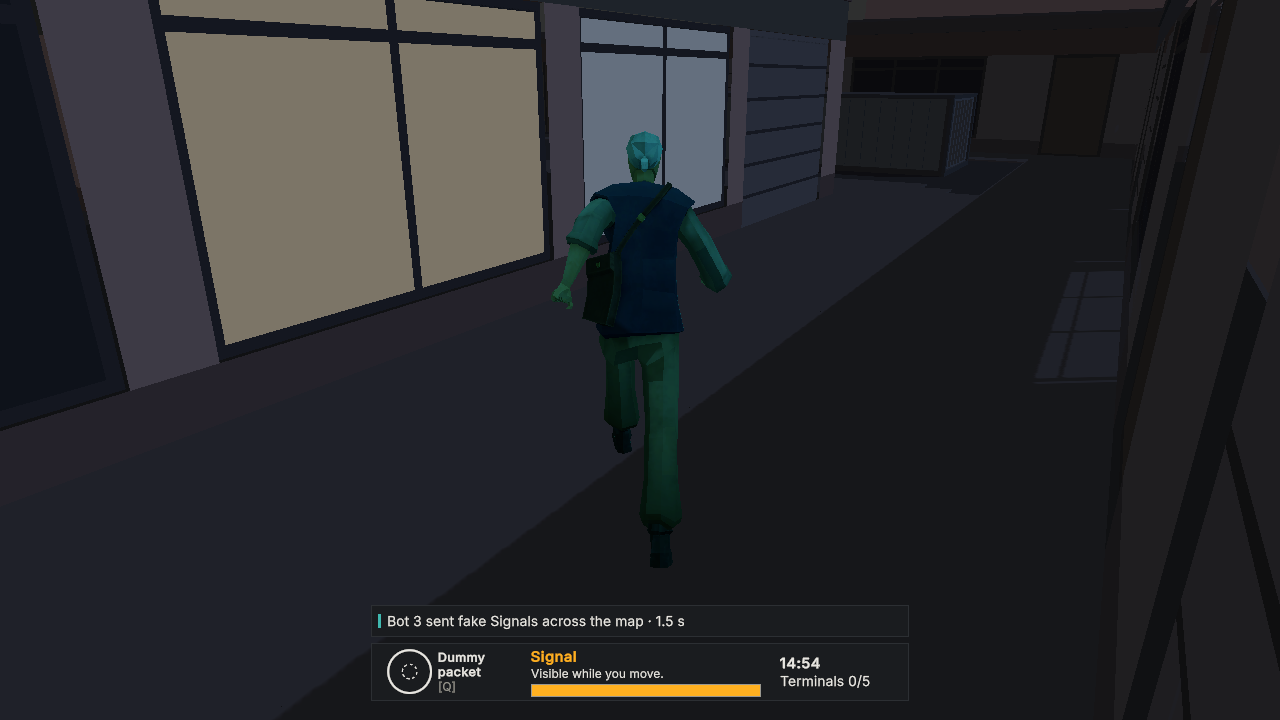 Bot 3 sent fake Signals across the map · 1.5 s
Dummy
packet
[Q]
Signal
Visible while you move.
14:54
Terminals 0/5